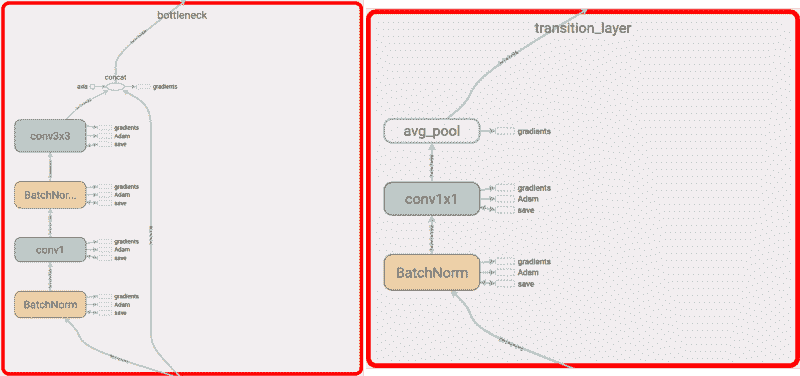 bottleneck
concat
axis
gradients
conv3x3
gradients
Adam
save
BatchNor...
gradients
Adam
save
conv1
gradients
Adam
save
BatchNorm
gradients
Adam
save
transition_layer
avg_pool
gradients
conv1x1
gradients
Adam
save
BatchNorm
gradients
Adam
save